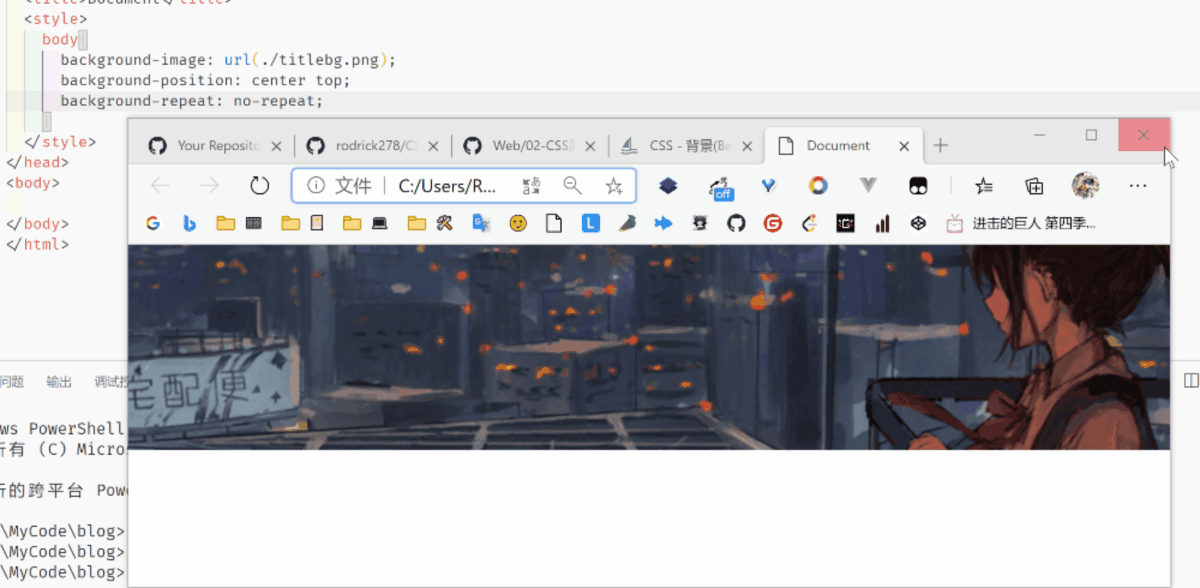 <title>Document</title>
<style>
body{
background-image: url(./titlebg.png);
background-position: center top;
background-repeat: no-repeat;
}
</style>
</head>
<body>
</body>
</html>
Your Reposito
rodrick278/C
Web/02-CSS
CSS - 背景(Ba
Document
文件
C:/Users/R...
off
进击的巨人 第四季...
宅配便
问题
输出
调试控
ws PowerShell
所有 (C) Micro
新的跨平台 Pow
\MyCode\blog>
\MyCode\blog>
\MyCode\blog>